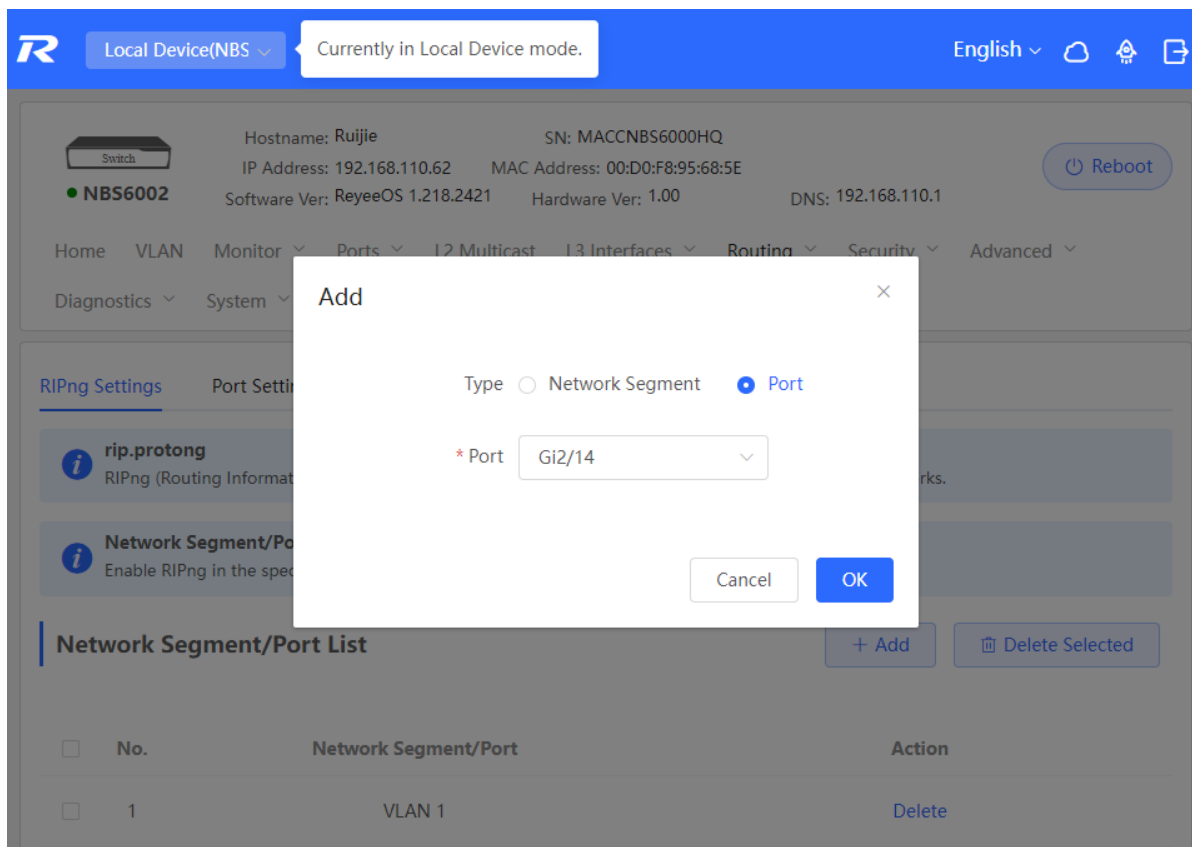 Local Device(NBS
Currently in Local Device mode.
English
Switch
NBS6002
Hostname: Ruijie
SN: MACCNBS6000HQ
IP Address: 192.168.110.62
MAC Address: 00:D0:F8:95:68:5E
Software Ver: ReyeeOS 1.218.2421
Hardware Ver: 1.00
DNS: 192.168.110.1
Reboot
Home VLAN Monitor Ports L2 Multicast L3 Interfaces Routing Security Advanced
Diagnostics System
Add
Type Network Segment Port
* Port Gi2/14
Cancel OK
RIPng Settings Port Settin
rip.protong
RIPng (Routing Informat
rks.
Network Segment/Po
Enable RIPng in the spec
Network Segment/Port List
+ Add Delete Selected
No. Network Segment/Port Action
1 VLAN 1 Delete